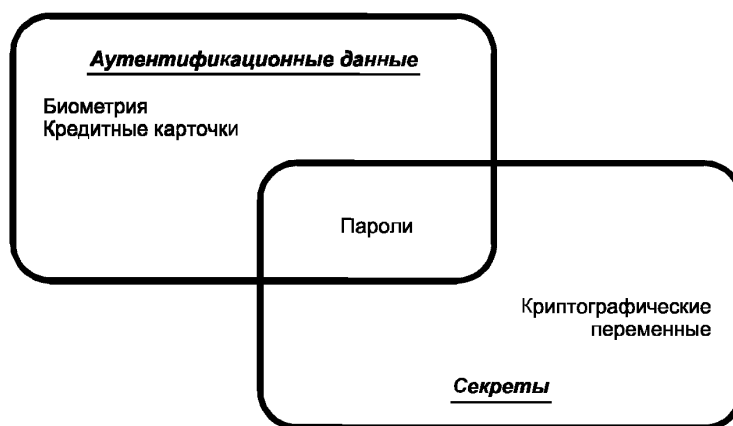 Аутентификационные данные
Биометрия
Кредитные карточки
Пароли
Криптографические
переменные
Секреты